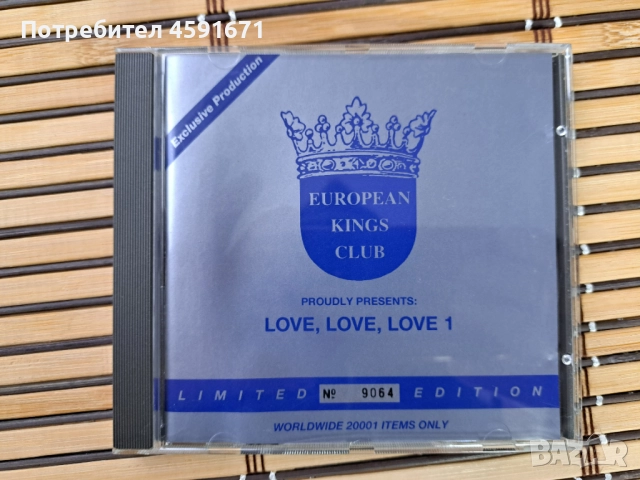 Потребител 4591671
Exclusive Production
EUROPEAN
KINGS
CLUB
PROUDLY PRESENTS:
LOVE, LOVE, LOVE 1
LIMITED № 9064 EDITION
WORLDWIDE 20001 ITEMS ONLY
BAZAR